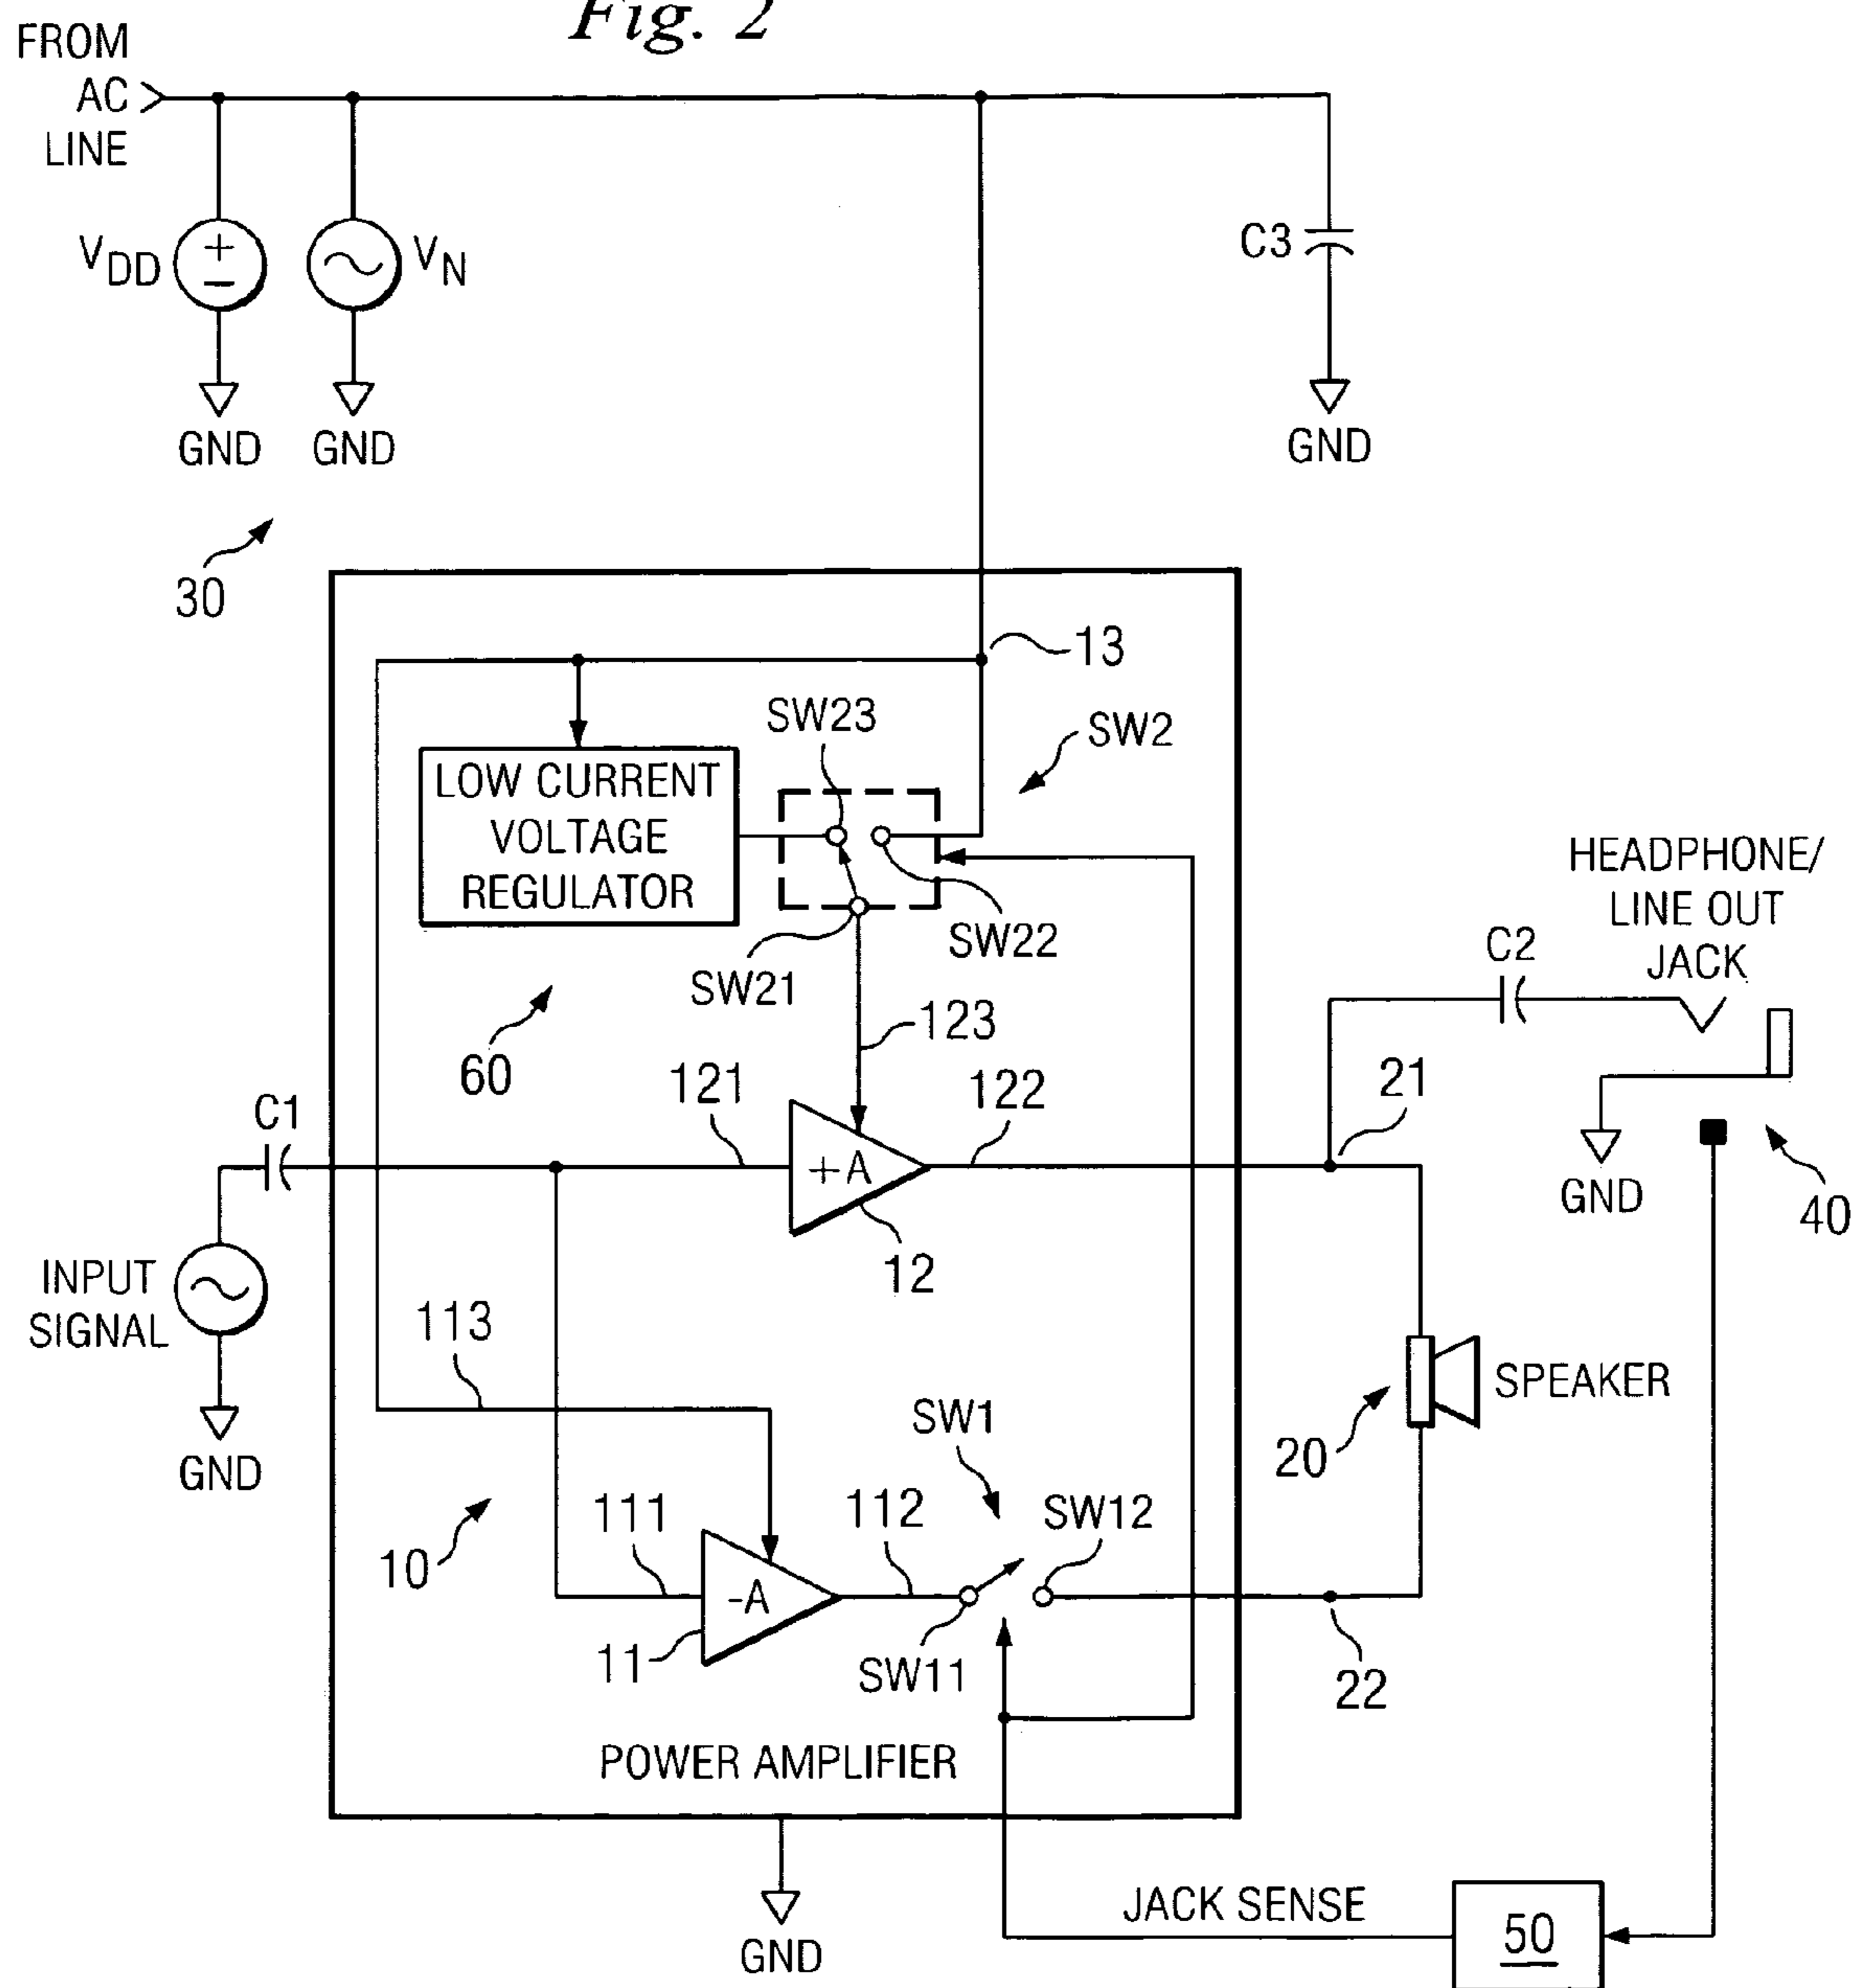 Fig. 2
FROM
AC
LINE
VDD
VN
C3
GND
GND
GND
30
13
SW23
SW2
LOW CURRENT
VOLTAGE
REGULATOR
SW22
SW21
HEADPHONE/
LINE OUT
JACK
C2
123
60
121
122
21
C1
+A
GND
40
12
INPUT
SIGNAL
113
SPEAKER
20
SW1
GND
10
111
112
SW12
-A
11
SW11
22
POWER AMPLIFIER
JACK SENSE
50
GND